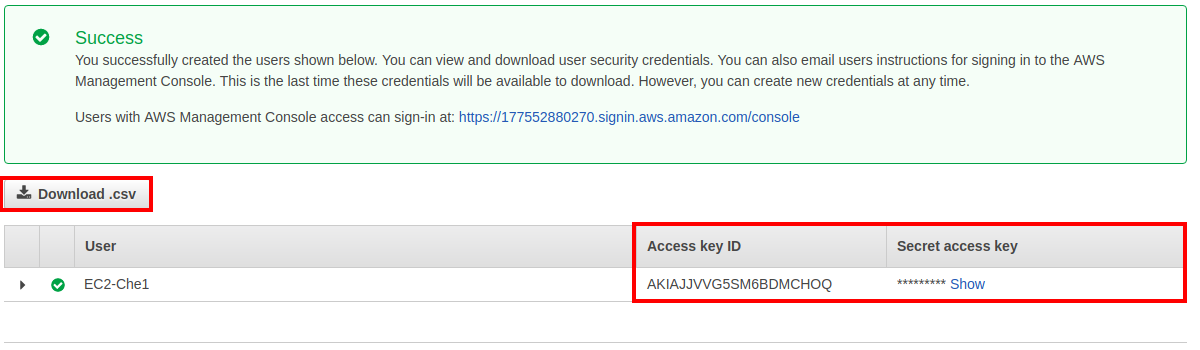 Success
You successfully created the users shown below. You can view and download user security credentials. You can also email users instructions for signing in to the AWS
Management Console. This is the last time these credentials will be available to download. However, you can create new credentials at any time.
Users with AWS Management Console access can sign-in at: https://177552880270.signin.aws.amazon.com/console
Download .csv
User Access key ID Secret access key
EC2-Che1 AKIAJJVVG5SM6BDMCHOQ ********* Show